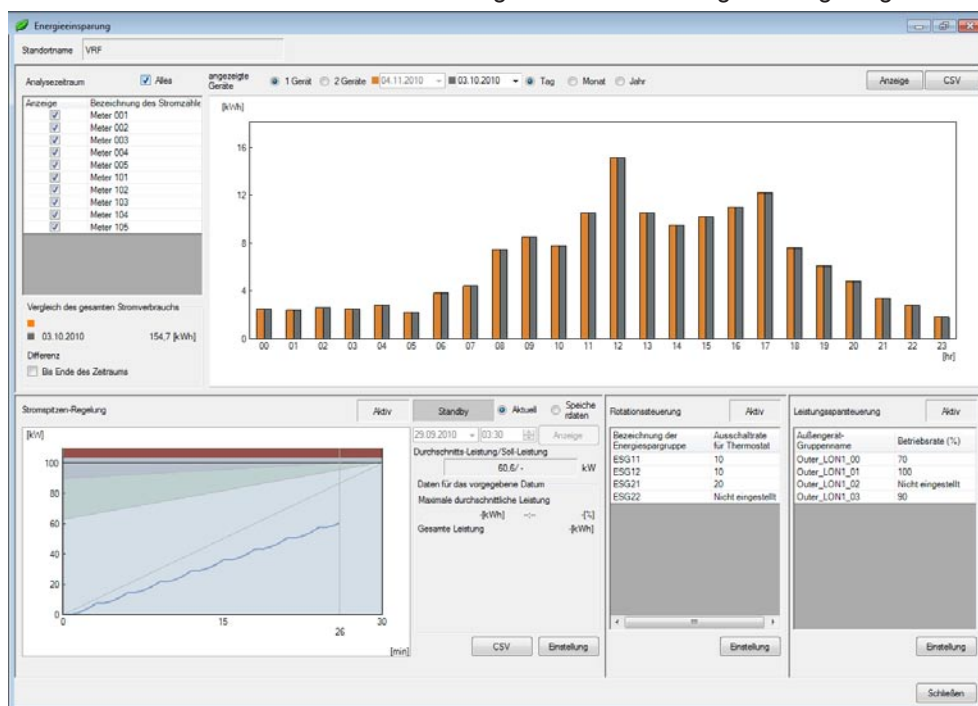 Energieeinsparung
Standortname VRF
Analysezeitraum Alles
angezeigte Geräte 1 Gerät 2 Geräte 04.11.2010 03.10.2010 Tag Monat Jahr Anzeige CSV
Anzeige Bezeichnung des Stromzähle
Meter 001
Meter 002
Meter 003
Meter 004
Meter 005
Meter 101
Meter 102
Meter 103
Meter 104
Meter 105
Vergleich des gesamten Stromverbrauchs
03.10.2010 154,7 [kWh]
Differenz
Bis Ende des Zeitraums
[kWh]
16
12
8
4
0
00 01 02 03 04 05 06 07 08 09 10 11 12 13 14 15 16 17 18 19 20 21 22 23
[hr]
Stromspitzen-Regelung Aktiv
[kW]
100
80
60
40
20
0
0 15 30
26
[min]
Standby Aktuell Speiche
rdaten
29.09.2010 03:30 Anzeige
Durchschnitts-Leistung/Soll-Leistung
60.6/- kW
Daten für das vorgegebene Datum
Maximale durchschnittliche Leistung
-[kWh] --:-- -[%]
Gesamte Leistung -[kWh]
CSV Einstellung
Rotationssteuerung Aktiv
Bezeichnung der Energiespargruppe Ausschaltrate für Thermostat
ESG11 10
ESG12 10
ESG21 20
ESG22 Nicht eingestellt
Einstellung
Leistungssparsteuerung Aktiv
Außengerät-Gruppenname Betriebsrate (%)
Outer_LON1_00 70
Outer_LON1_01 100
Outer_LON1_02 Nicht eingestellt
Outer_LON1_03 90
Einstellung
Schließen